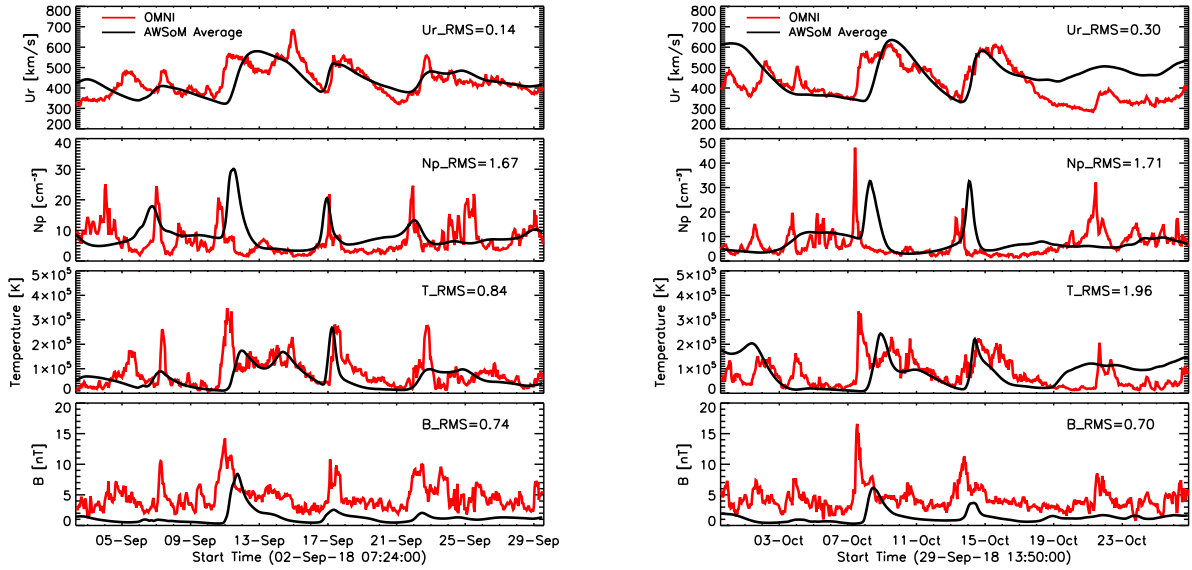 OMNI
AWSoM Average
Ur_RMS=0.14
Ur [km/s]
800
700
600
500
400
300
200
Np_RMS=1.67
Np [cm⁻³]
40
30
20
10
0
T_RMS=0.84
Temperature [K]
5×10⁵
4×10⁵
3×10⁵
2×10⁵
1×10⁵
0
B_RMS=0.74
B [nT]
20
15
10
5
0
05-Sep 09-Sep 13-Sep 17-Sep 21-Sep 25-Sep 29-Sep
Start Time (02-Sep-18 07:24:00)
OMNI
AWSoM Average
Ur_RMS=0.30
Ur [km/s]
800
700
600
500
400
300
200
Np_RMS=1.71
Np [cm⁻³]
50
40
30
20
10
0
T_RMS=1.96
Temperature [K]
5×10⁵
4×10⁵
3×10⁵
2×10⁵
1×10⁵
0
B_RMS=0.70
B [nT]
20
15
10
5
0
03-Oct 07-Oct 11-Oct 15-Oct 19-Oct 23-Oct
Start Time (29-Sep-18 13:50:00)